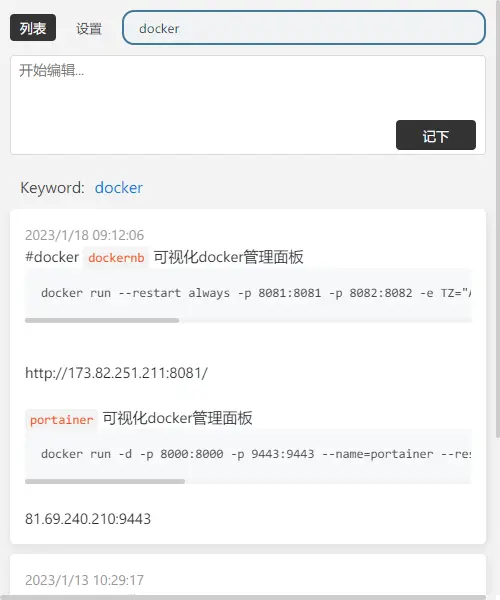 列表 设置 docker
开始编辑...
记下
Keyword: docker
2023/1/18 09:12:06
#docker dockernb 可视化docker管理面板
docker run --restart always -p 8081:8081 -p 8082:8082 -e TZ="
http://173.82.251.211:8081/
portainer 可视化docker管理面板
docker run -d -p 8000:8000 -p 9443:9443 --name=portainer --res
81.69.240.210:9443
2023/1/13 10:29:17